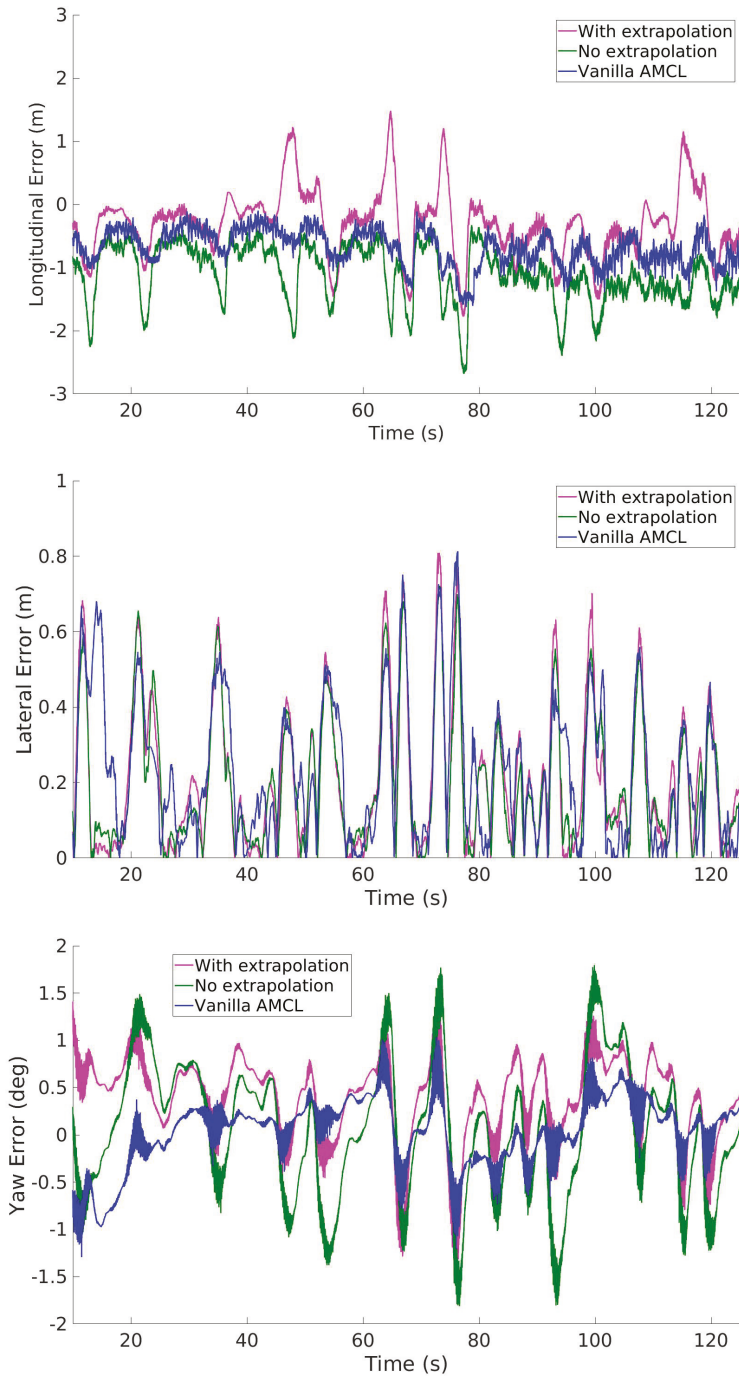 3
With extrapolation
No extrapolation
Vanilla AMCL
2
1
0
-1
-2
-3
Longitudinal Error (m)
20 40 60 80 100 120
Time (s)
1
With extrapolation
No extrapolation
Vanilla AMCL
0.8
0.6
0.4
0.2
0
Lateral Error (m)
20 40 60 80 100 120
Time (s)
2
With extrapolation
No extrapolation
Vanilla AMCL
1.5
1
0.5
0
-0.5
-1
-1.5
-2
Yaw Error (deg)
20 40 60 80 100 120
Time (s)